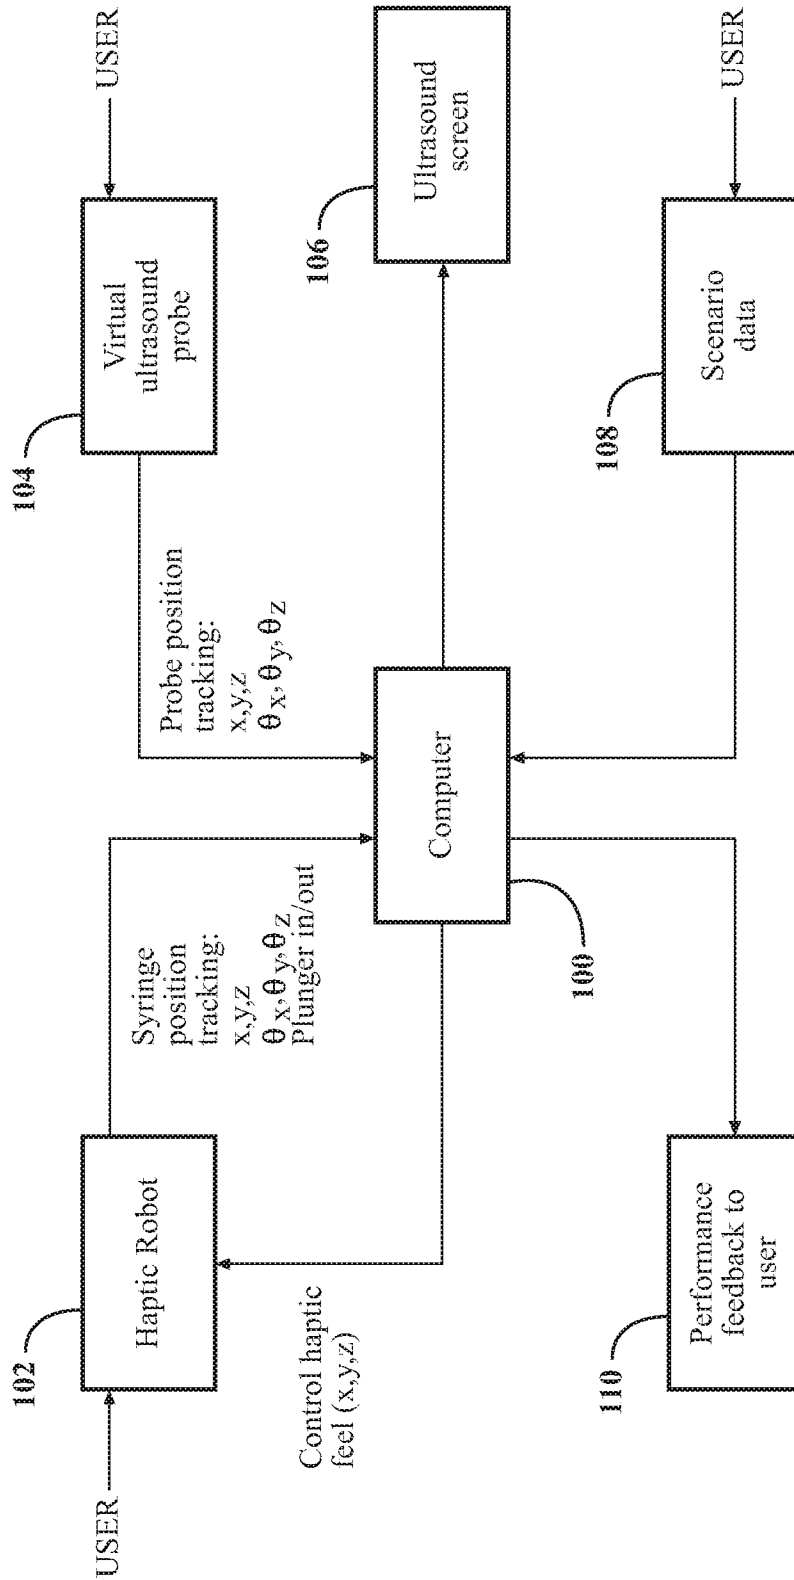 USER
102
Haptic Robot
Syringe
position
tracking:
x,y,z
θx,θy,θz
Plunger in/out
Probe position
tracking:
x,y,z
θx,θy,θz
104
Virtual
ultrasound
probe
USER
Control haptic
feel (x,y,z)
Computer
100
106
Ultrasound
screen
110
Performance
feedback to
user
108
Scenario
data
USER